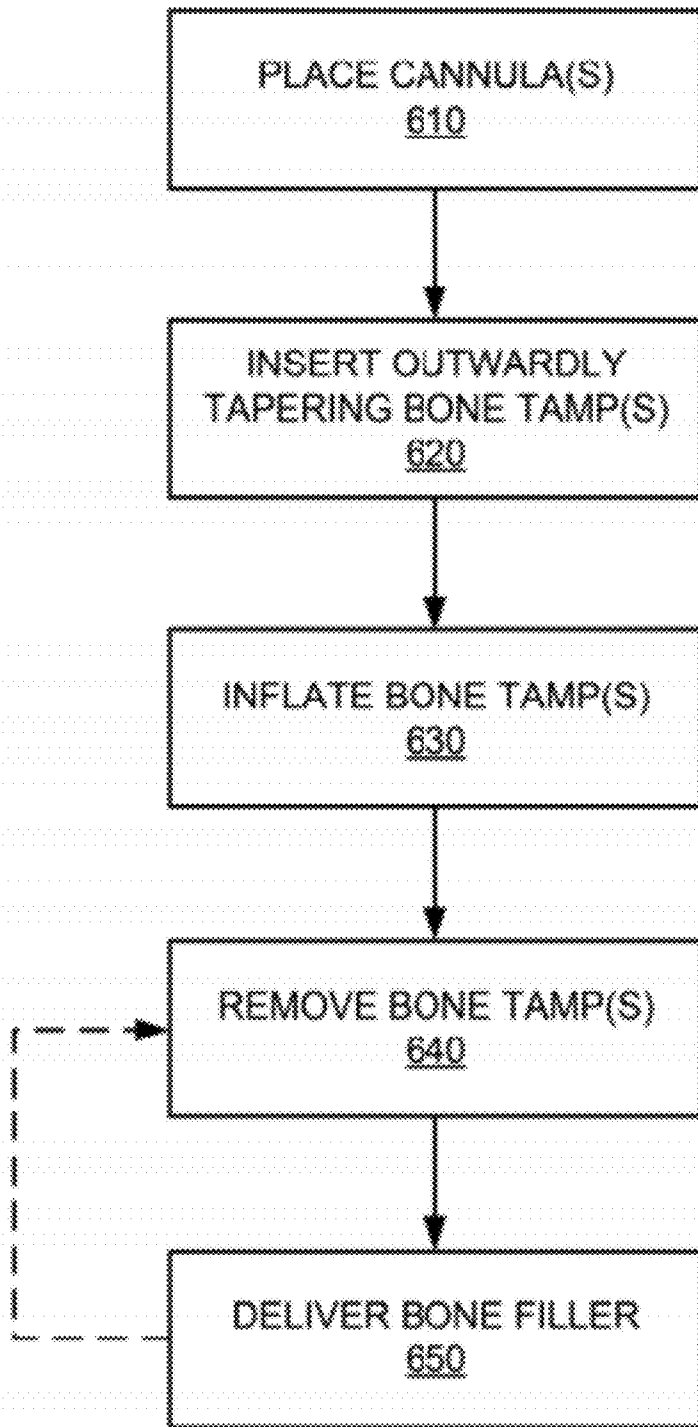 PLACE CANNULA(S)
610
INSERT OUTWARDLY
TAPERING BONE TAMP(S)
620
INFLATE BONE TAMP(S)
630
REMOVE BONE TAMP(S)
640
DELIVER BONE FILLER
650